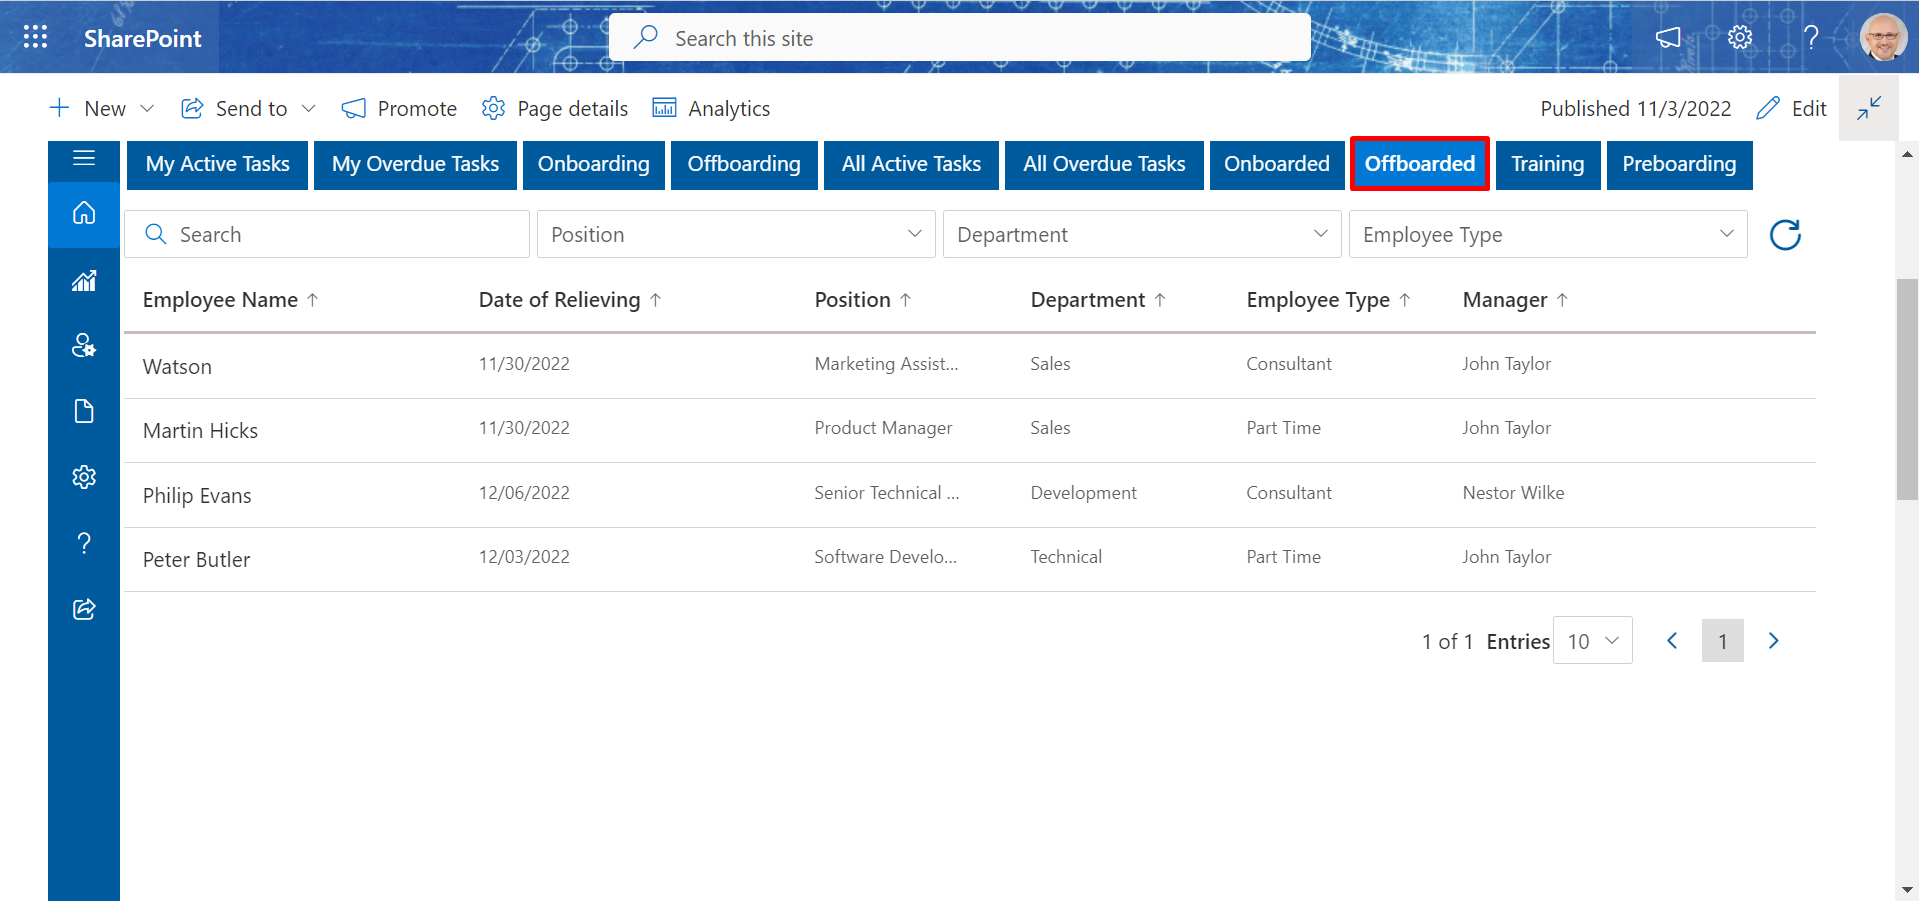 SharePoint
Search this site
New
Send to
Promote
Page details
Analytics
Published 11/3/2022
Edit
My Active Tasks
My Overdue Tasks
Onboarding
Offboarding
All Active Tasks
All Overdue Tasks
Onboarded
Offboarded
Training
Preboarding
Search
Position
Department
Employee Type
Employee Name ↑ Date of Relieving ↑ Position ↑ Department ↑ Employee Type ↑ Manager ↑
Watson 11/30/2022 Marketing Assist... Sales Consultant John Taylor
Martin Hicks 11/30/2022 Product Manager Sales Part Time John Taylor
Philip Evans 12/06/2022 Senior Technical ... Development Consultant Nestor Wilke
Peter Butler 12/03/2022 Software Develo... Technical Part Time John Taylor
1 of 1 Entries 10 1